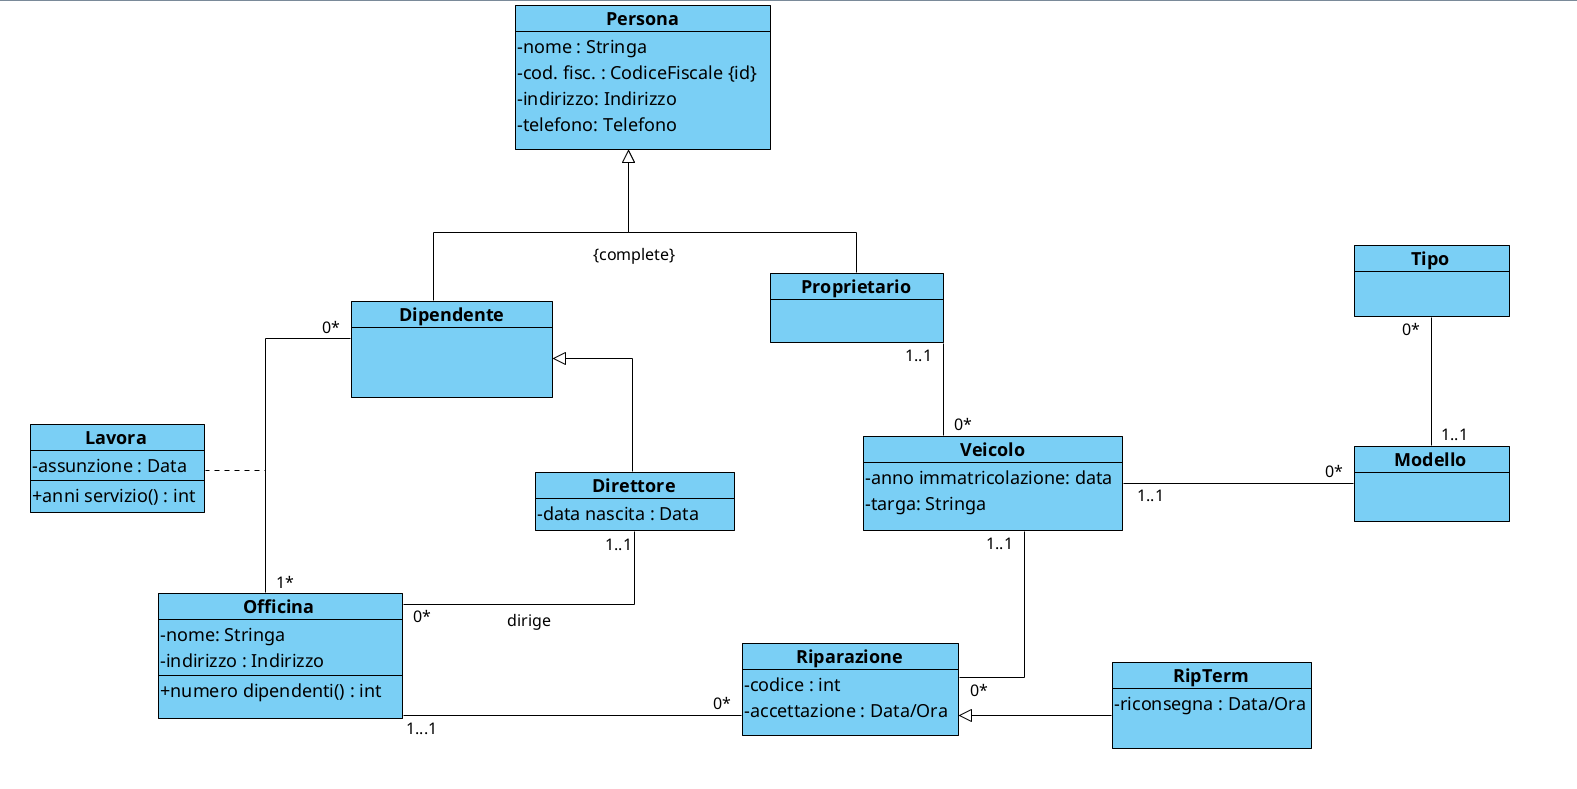 Persona
-nome : Stringa
-cod. fisc. : CodiceFiscale {id}
-indirizzo: Indirizzo
-telefono: Telefono
{complete}
Tipo
0*
Proprietario
1..1
Dipendente
0*
Lavora
-assunzione : Data
+anni servizio() : int
Direttore
-data nascita : Data
1..1
0*
Veicolo
-anno immatricolazione: data
-targa: Stringa
1..1
1..1
0*
1..1
Modello
1*
Officina
-nome: Stringa
-indirizzo : Indirizzo
+numero dipendenti() : int
0*
dirige
1...1
0*
Riparazione
-codice : int
-accettazione : Data/Ora
0*
RipTerm
-riconsegna : Data/Ora